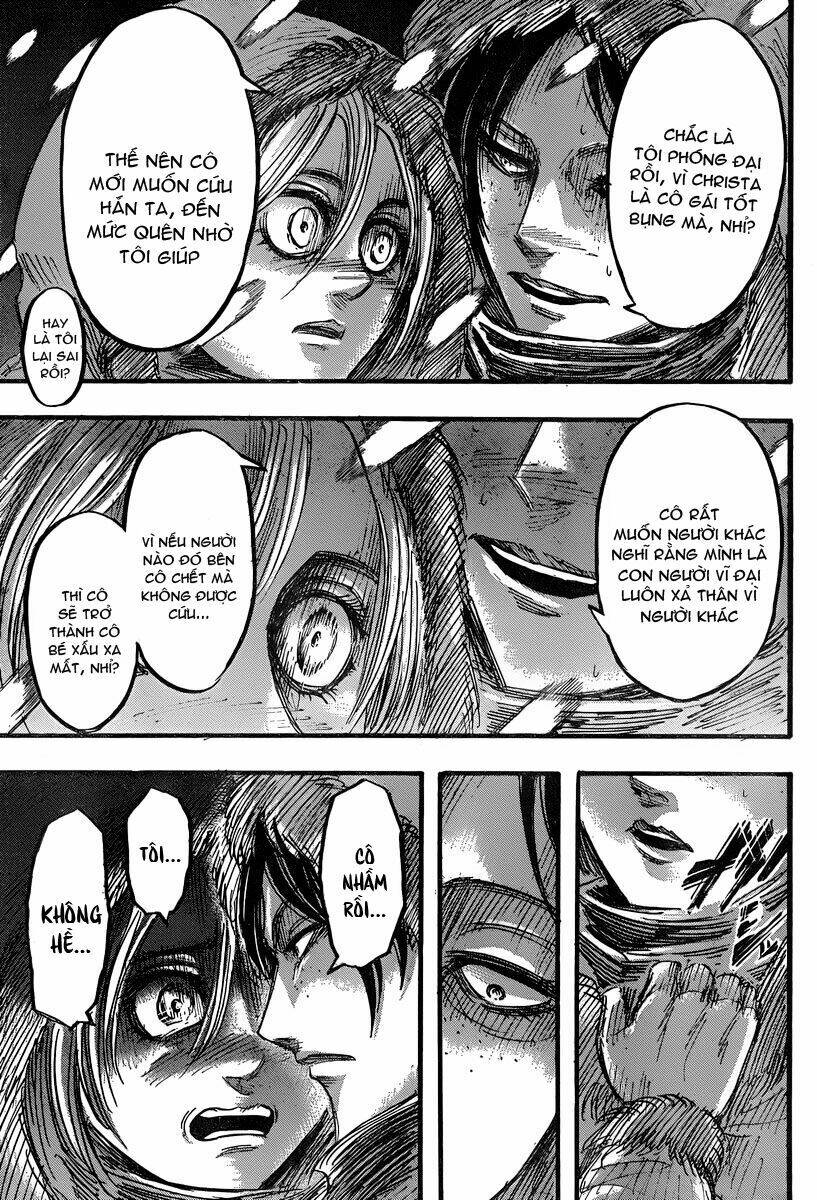 CHẮC LÀ
TÔI PHÓNG ĐẠI
RỒI, VÌ CHRISTA
LÀ CÔ GÁI TỐT
BỤNG MÀ, NHỈ?
THẾ NÊN CÔ
MỚI MUỐN CỨU
HẮN TA, ĐẾN
MỨC QUÊN NHỜ
TÔI GIÚP
HAY
LÀ TÔI
LẠI SAI
RỒI?
CÔ RẤT
MUỐN NGƯỜI KHÁC
NGHĨ RẰNG MÌNH LÀ
CON NGƯỜI VĨ ĐẠI
LUÔN XẢ THÂN VÌ
NGƯỜI KHÁC
VÌ NẾU NGƯỜI
NÀO ĐÓ BÊN
CÔ CHẾT MÀ
KHÔNG ĐƯỢC
CỨU...
THÌ CÔ
SẼ TRỞ
THÀNH CÔ
BÉ XẤU XA
MẤT, NHỈ?
CÔ
NHẦM
RỒI...
TÔI...
KHÔNG
HỀ...